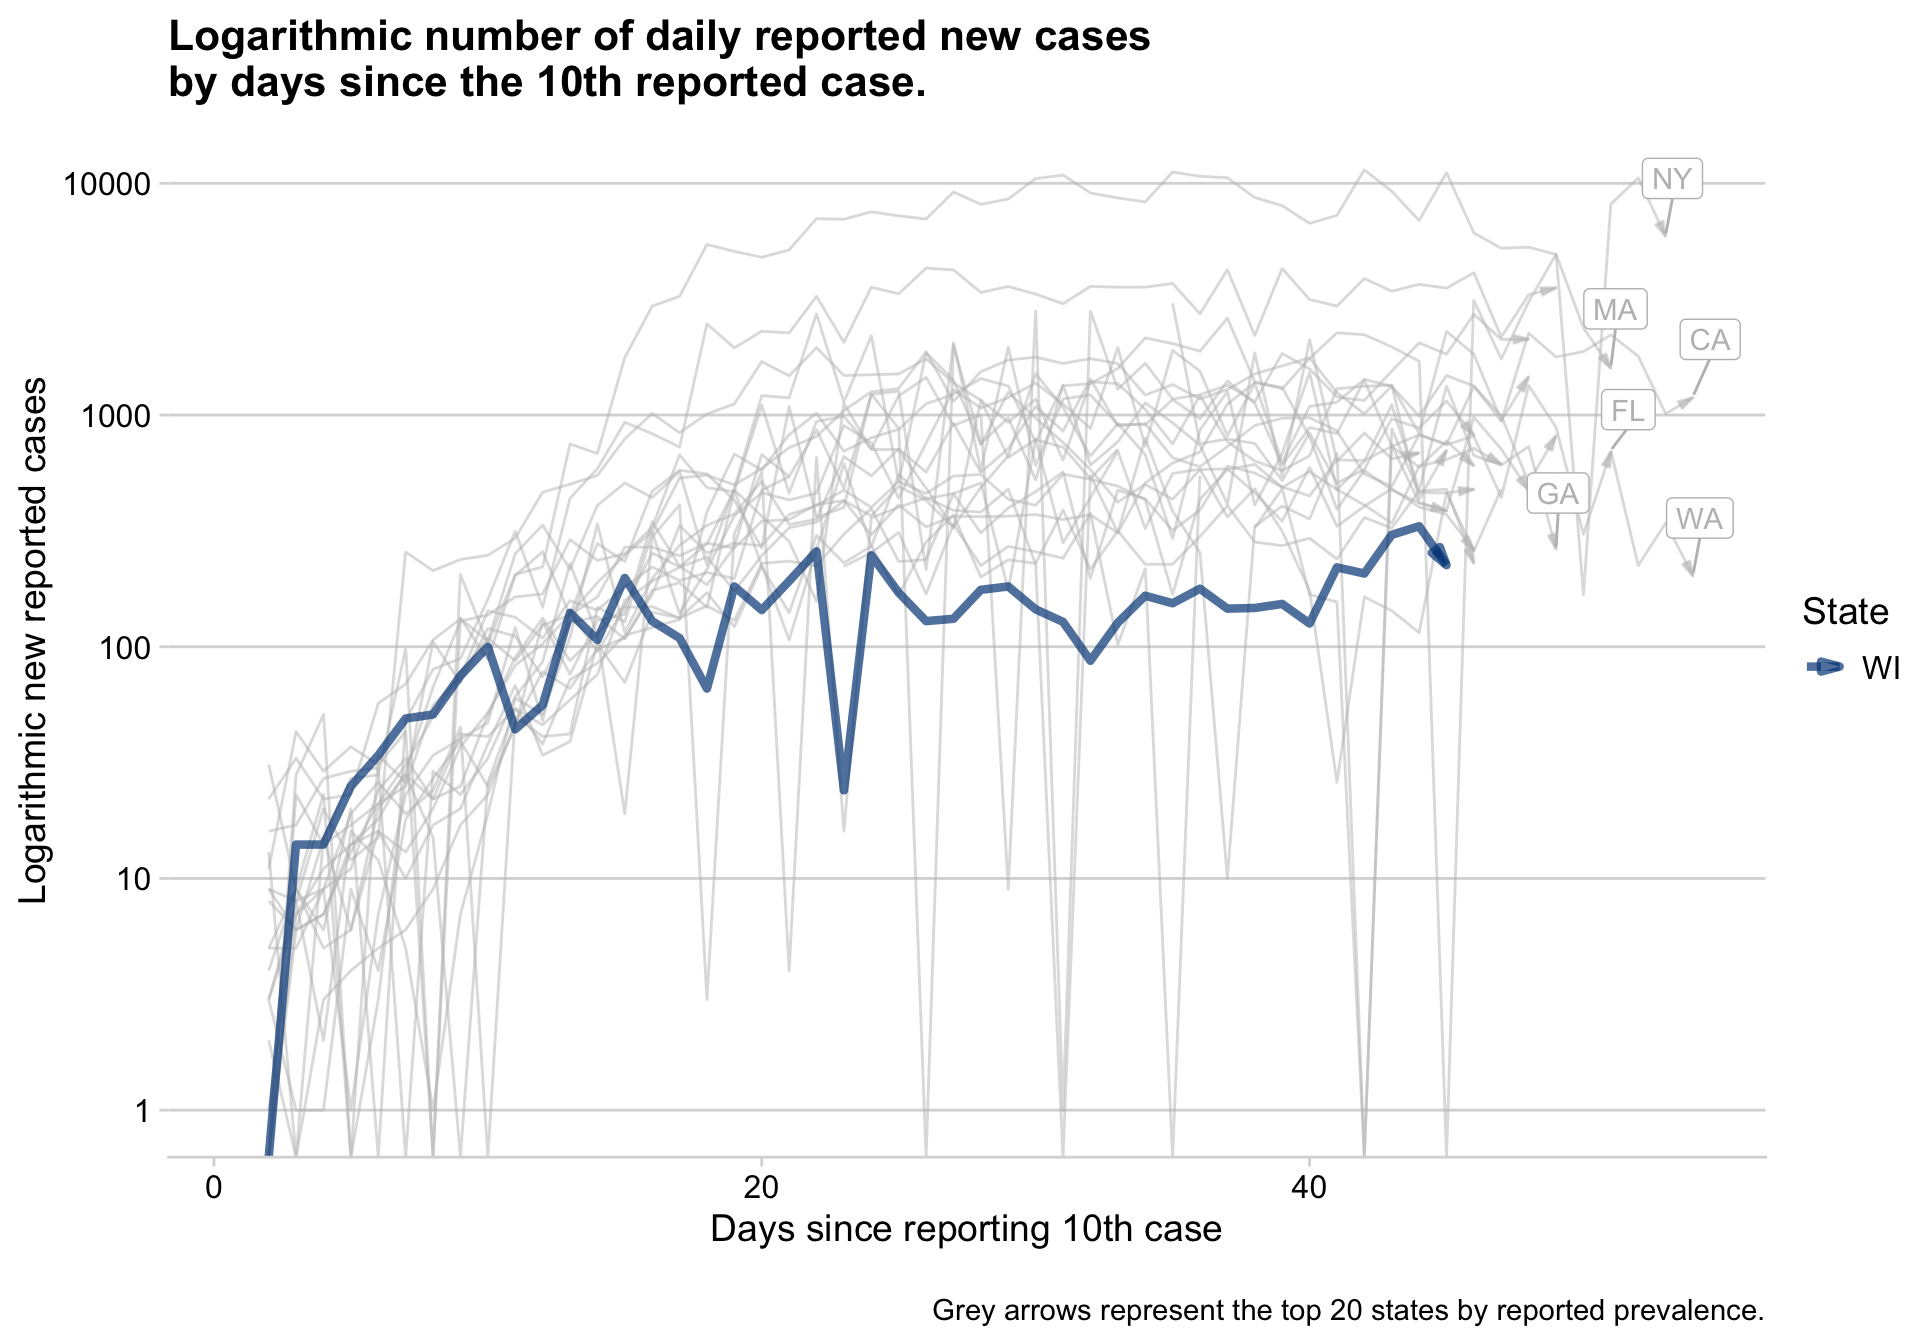 Logarithmic number of daily reported new cases
by days since the 10th reported case.
Logarithmic new reported cases
10000
1000
100
10
1
NY
MA
CA
FL
GA
WA
State
WI
0
20
40
Days since reporting 10th case
Grey arrows represent the top 20 states by reported prevalence.